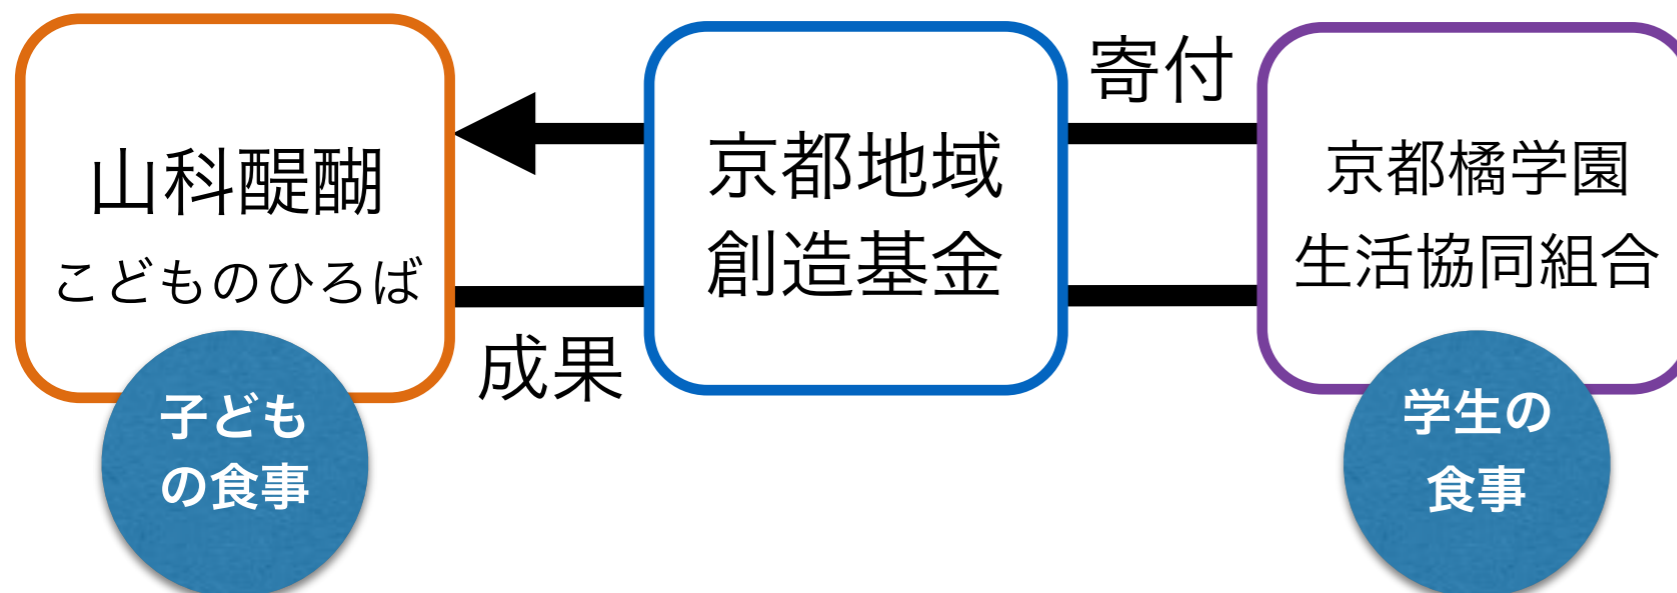 山科醍醐
こどものひろば
子ども
の食事
成果
京都地域
創造基金
寄付
京都橘学園
生活協同組合
学生の
食事